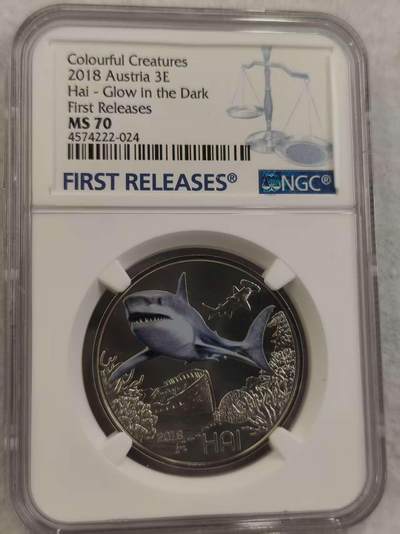 Colourful Creatures
2018 Austria 3E
Hai - Glow in the Dark
First Releases
MS 70
4574222-024
FIRST RELEASES®
NGC®
2018
HAI